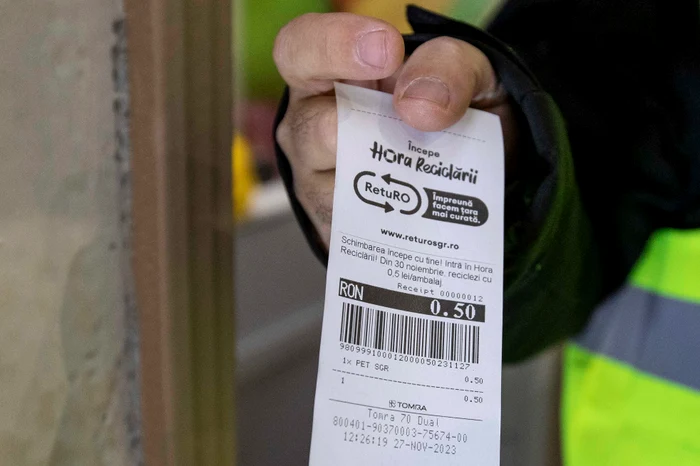 Începe
Hora Reciclării
RetuRO
Împreună
facem țara
mai curată.
www.returosgr.ro
Schimbarea începe cu tine! Intră în Hora
Reciclării! Din 30 noiembrie, reciclezi cu
0.5 lei/ambalaj.
Receipt 00000012
RON 0.50
980999100012000050231127
1x PET SGR 0.50
1 0.50
TOMRA
Tomra 70 Dual
800401-90370003-75674-00
12:26:19 27-NOV-2023